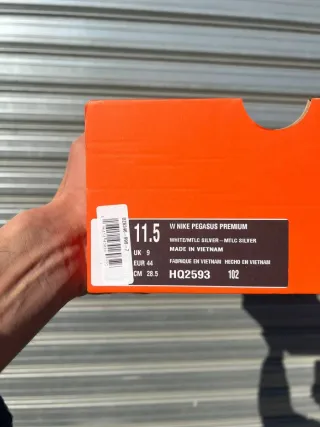 11.5
W NIKE PEGASUS PREMIUM
WHITE/MTLC SILVER-MTLC SILVER
MADE IN VIETNAM
UK 9
EUR 44
FABRIQUE EN VIETNAM HECHO EN VIETNAM
CM 28.5
HQ2593 102